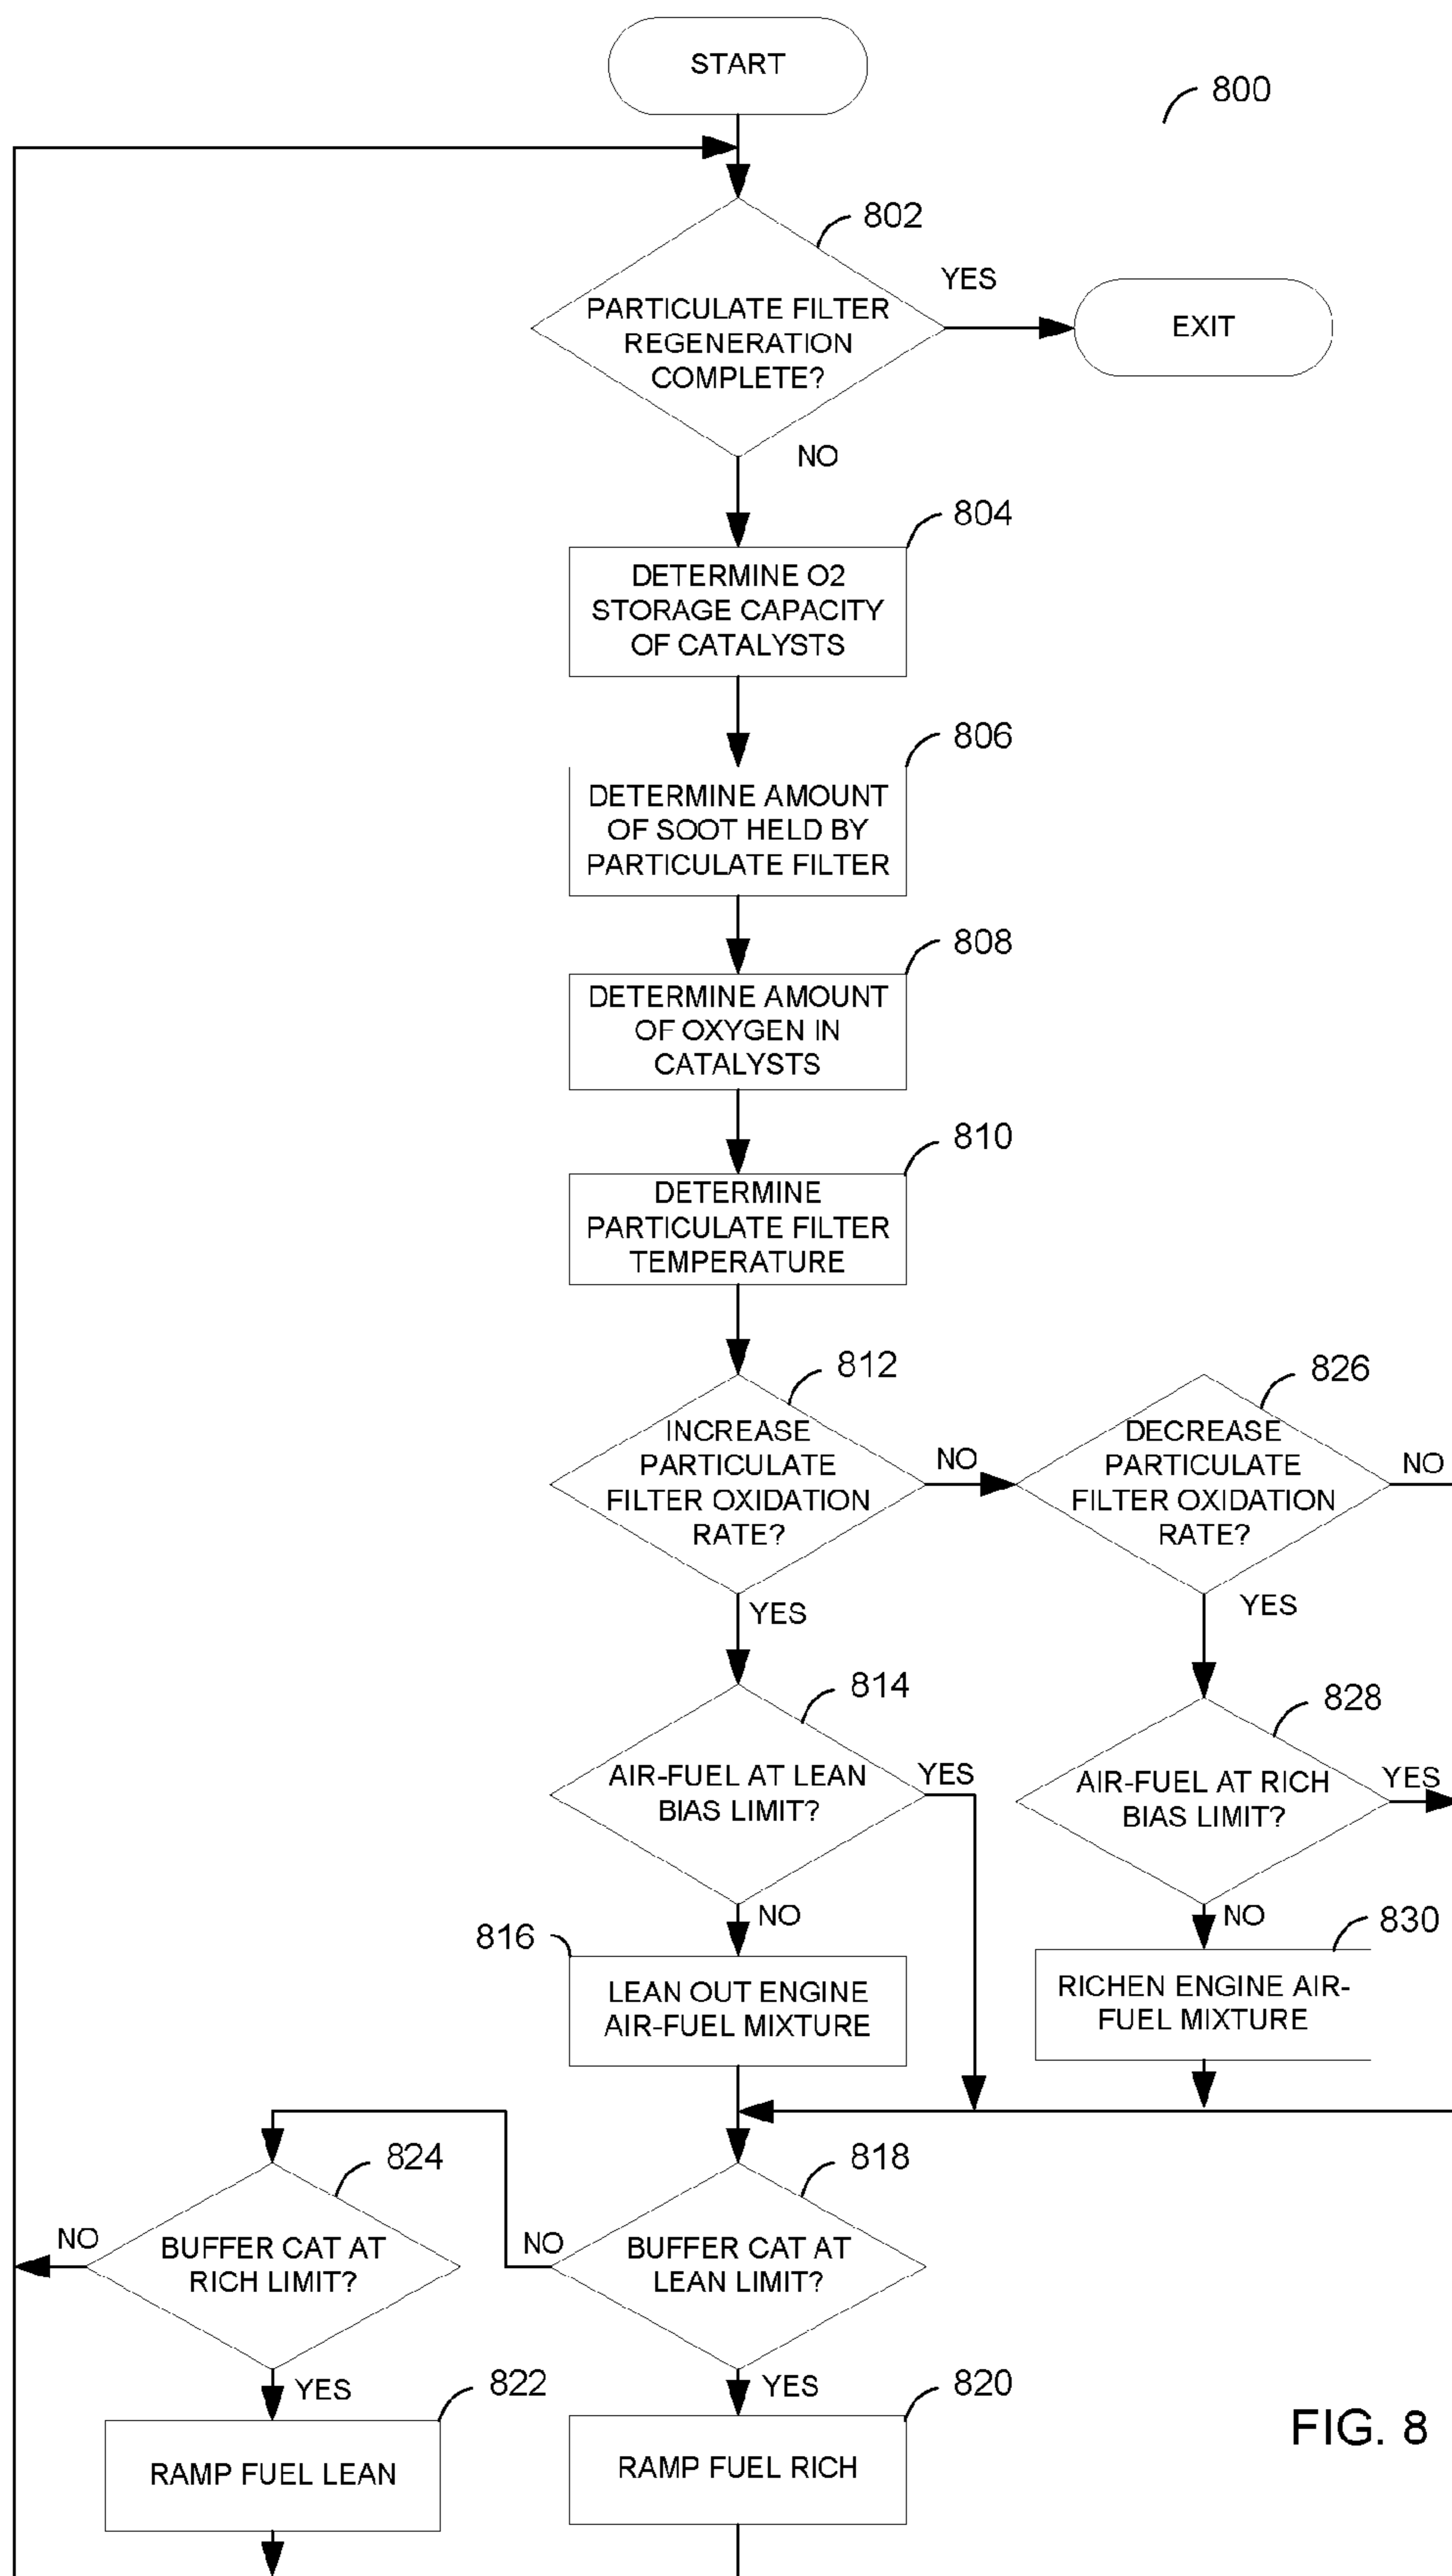 START
800
802
PARTICULATE FILTER
REGENERATION
COMPLETE?
YES
EXIT
NO
804
DETERMINE O2
STORAGE CAPACITY
OF CATALYSTS
806
DETERMINE AMOUNT
OF SOOT HELD BY
PARTICULATE FILTER
808
DETERMINE AMOUNT
OF OXYGEN IN
CATALYSTS
810
DETERMINE
PARTICULATE FILTER
TEMPERATURE
812
INCREASE
PARTICULATE
FILTER OXIDATION
RATE?
NO
826
DECREASE
PARTICULATE
FILTER OXIDATION
RATE?
NO
YES
YES
814
AIR-FUEL AT LEAN
BIAS LIMIT?
YES
828
AIR-FUEL AT RICH
BIAS LIMIT?
YES
NO
NO
816
LEAN OUT ENGINE
AIR-FUEL MIXTURE
830
RICHEN ENGINE AIR-
FUEL MIXTURE
824
BUFFER CAT AT
RICH LIMIT?
NO
818
BUFFER CAT AT
LEAN LIMIT?
NO
YES
YES
822
RAMP FUEL LEAN
820
RAMP FUEL RICH
FIG. 8